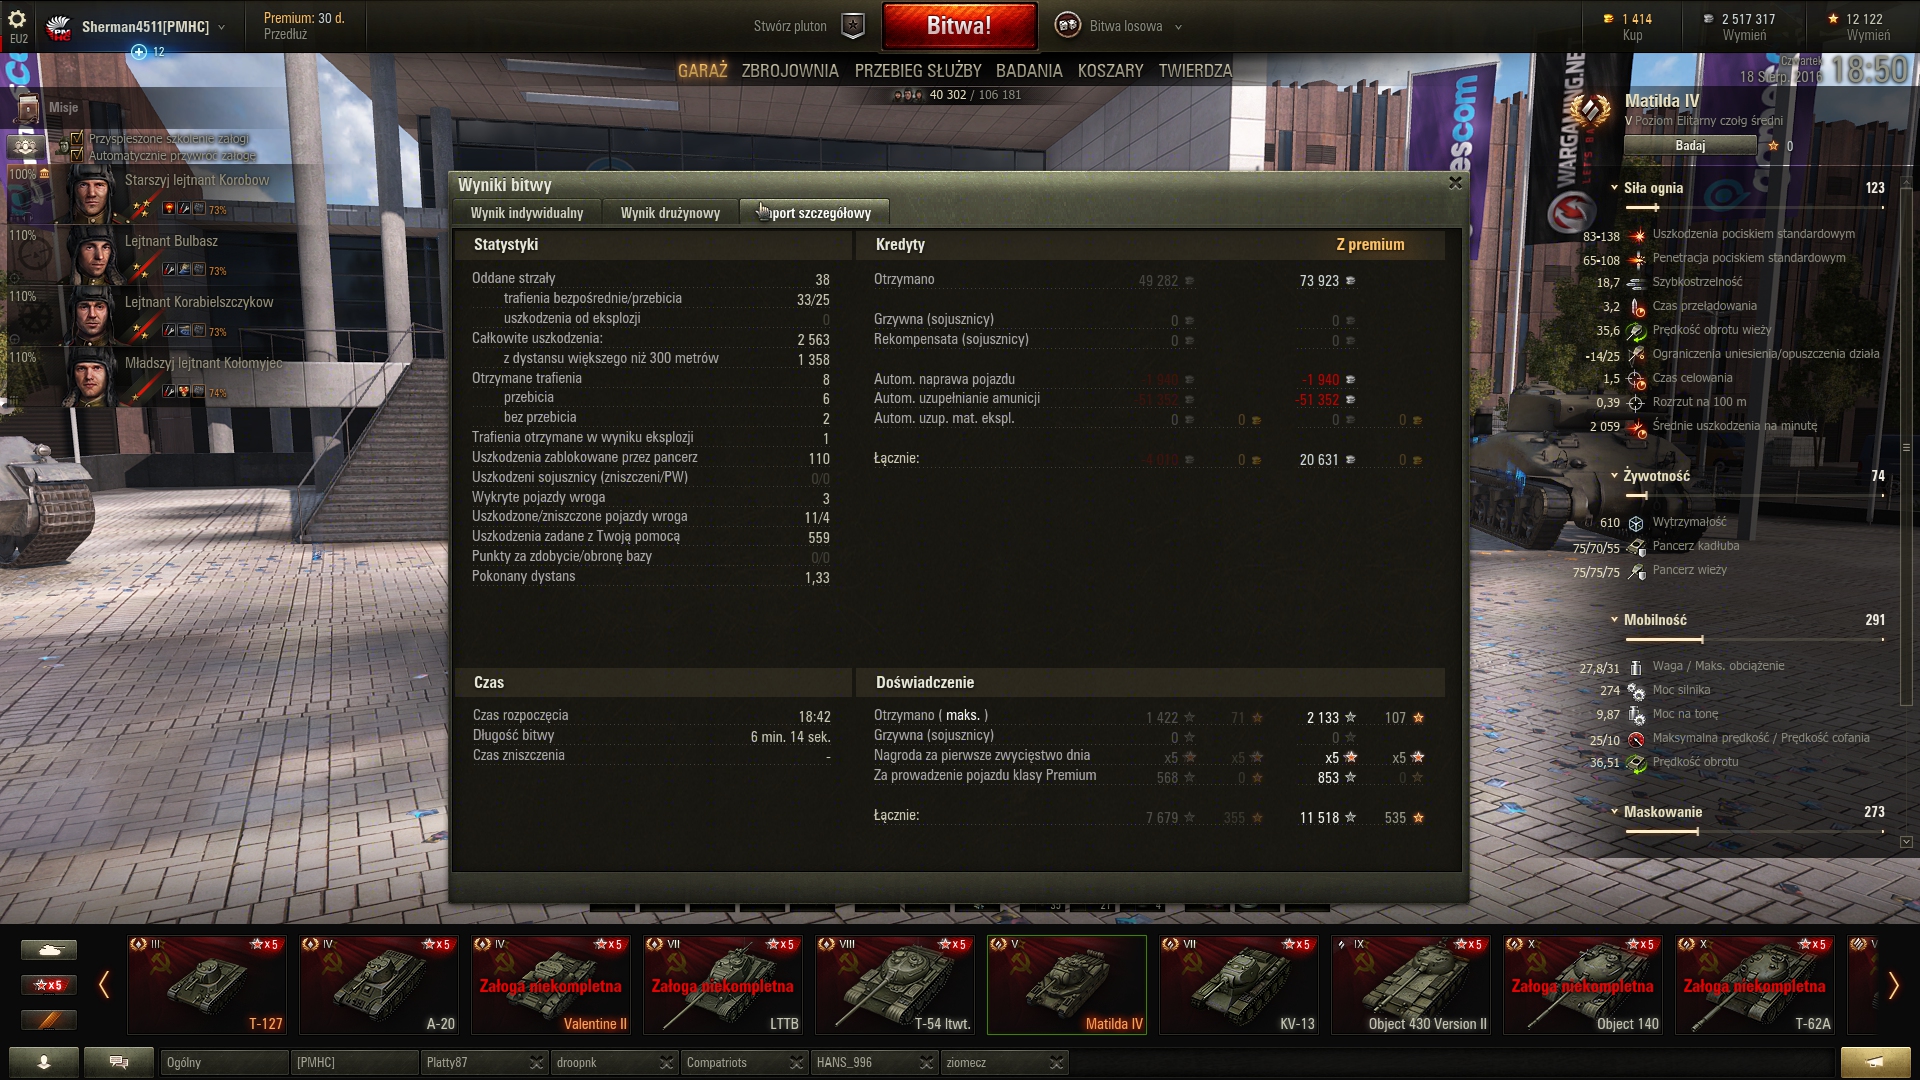 EU2
Sherman4511[PMHC]
12
Premium: 30 d.
Przedłuż
Stwórz pluton
Bitwa!
Bitwa losowa
1 414
Kup
2 517 317
Wymień
12 122
Wymień
GARAŻ ZBROJOWNIA PRZEBIEG SŁUŻBY BADANIA KOSZARY TWIERDZA
40 302 / 106 181
Czwartek
18 Sierp. 2016 18:50
Misje
Przyspieszone szkolenie załogi
Automatycznie przywróć załogę
100% Starszyj lejtnant Korobow
73%
110% Lejtnant Bulbasz
73%
110% Lejtnant Korabielszczykow
73%
110% Młądszyj lejtnant Kołomyjec
74%
WARGAMING.NE
LET'S BA
escom
Wyniki bitwy
Wynik indywidualny Wynik drużynowy port szczegółowy
Statystyki
Oddane strzały 38
trafienia bezpośrednie/przebicia 33/25
uszkodzenia od eksplozji 0
Całkowite uszkodzenia: 2 563
z dystansu większego niż 300 metrów 1 358
Otrzymane trafienia 8
przebicia 6
bez przebicia 2
Trafienia otrzymane w wyniku eksplozji 1
Uszkodzenia zablokowane przez pancerz 110
Uszkodzeni sojusznicy (zniszczeni/PW) 0/0
Wykryte pojazdy wroga 3
Uszkodzone/zniszczone pojazdy wroga 11/4
Uszkodzenia zadane z Twoją pomocą 559
Punkty za zdobycie/obronę bazy 0/0
Pokonany dystans 1,33
Kredyty Z premium
Otrzymano 49 282 73 923
Grzywna (sojusznicy) 0 0
Rekompensata (sojusznicy) 0 0
Autom. naprawa pojazdu -1 940 -1 940
Autom. uzupełnianie amunicji -51 352 -51 352
Autom. uzup. mat. ekspl. 0 0 0 0
Łącznie: -4 010 0 20 631 0
Czas
Czas rozpoczęcia 18:42
Długość bitwy 6 min. 14 sek.
Czas zniszczenia -
Doświadczenie
Otrzymano ( maks. ) 1 422 71 2 133 107
Grzywna (sojusznicy) 0 0
Nagroda za pierwsze zwycięstwo dnia x5 x5 x5 x5
Za prowadzenie pojazdu klasy Premium 568 0 853 0
Łącznie: 7 679 355 11 518 535
Matilda IV
V Poziom Elitarny czołg średni
Badaj 0
Siła ognia 123
83-138 Uszkodzenia pociskiem standardowym
65-108 Penetracja pociskiem standardowym
18,7 Szybkostrzelność
3,2 Czas przeładowania
35,6 Prędkość obrotu wieży
-14/25 Ograniczenia uniesienia/opuszczenia działa
1,5 Czas celowania
0,39 Rozrzut na 100 m
2 059 Średnie uszkodzenia na minutę
Żywotność 74
610 Wytrzymałość
75/70/55 Pancerz kadłuba
75/75/75 Pancerz wieży
Mobilność 291
27,8/31 Waga / Maks. obciążenie
274 Moc silnika
9,87 Moc na tonę
25/10 Maksymalna prędkość / Prędkość cofania
36,51 Prędkość obrotu
Maskowanie 273
x5
III x5 T-127
IV x5 A-20
IV x5 Załoga niekompletna Valentine II
VII x5 Załoga niekompletna LTTB
VIII x5 T-54 ltwt.
V Matilda IV
VII x5 KV-13
IX x5 Object 430 Version II
X x5 Załoga niekompletna Object 140
X x5 Załoga niekompletna T-62A
Ogólny [PMHC] Platty87 droopnk Compatriots HANS_996 ziomecz